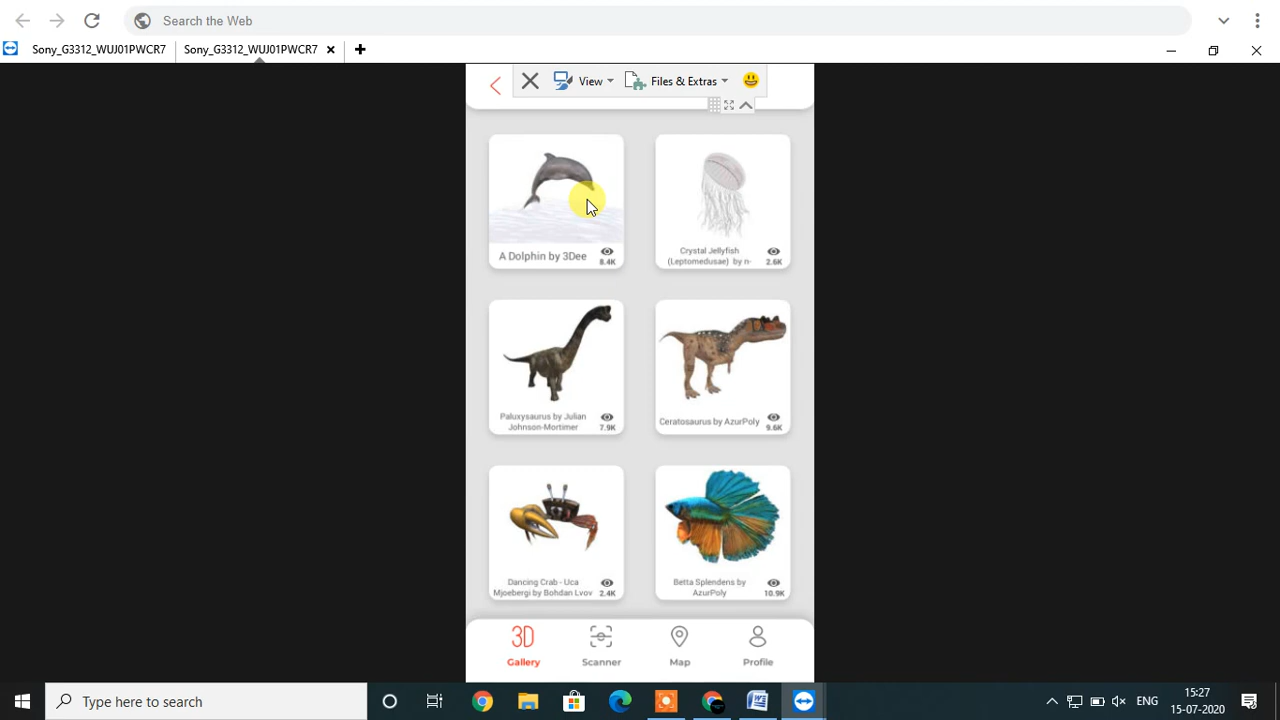 Search the Web
Sony_G3312_WUJ01PWCR7
Sony_G3312_WUJ01PWCR7
View
Files & Extras
A Dolphin by 3Dee
8.4K
Crystal Jellyfish
(Leptomedusae) by n-
2.6K
Paluxysaurus by Julian
Johnson-Mortimer
7.9K
Ceratosaurus by AzurPoly
9.6K
Dancing Crab - Uca
Mjoebergi by Bohdan Lvov
2.4K
Betta Splendens by
AzurPoly
10.9K
3D
Gallery
Scanner
Map
Profile
Type here to search
ENG
15:27
15-07-2020